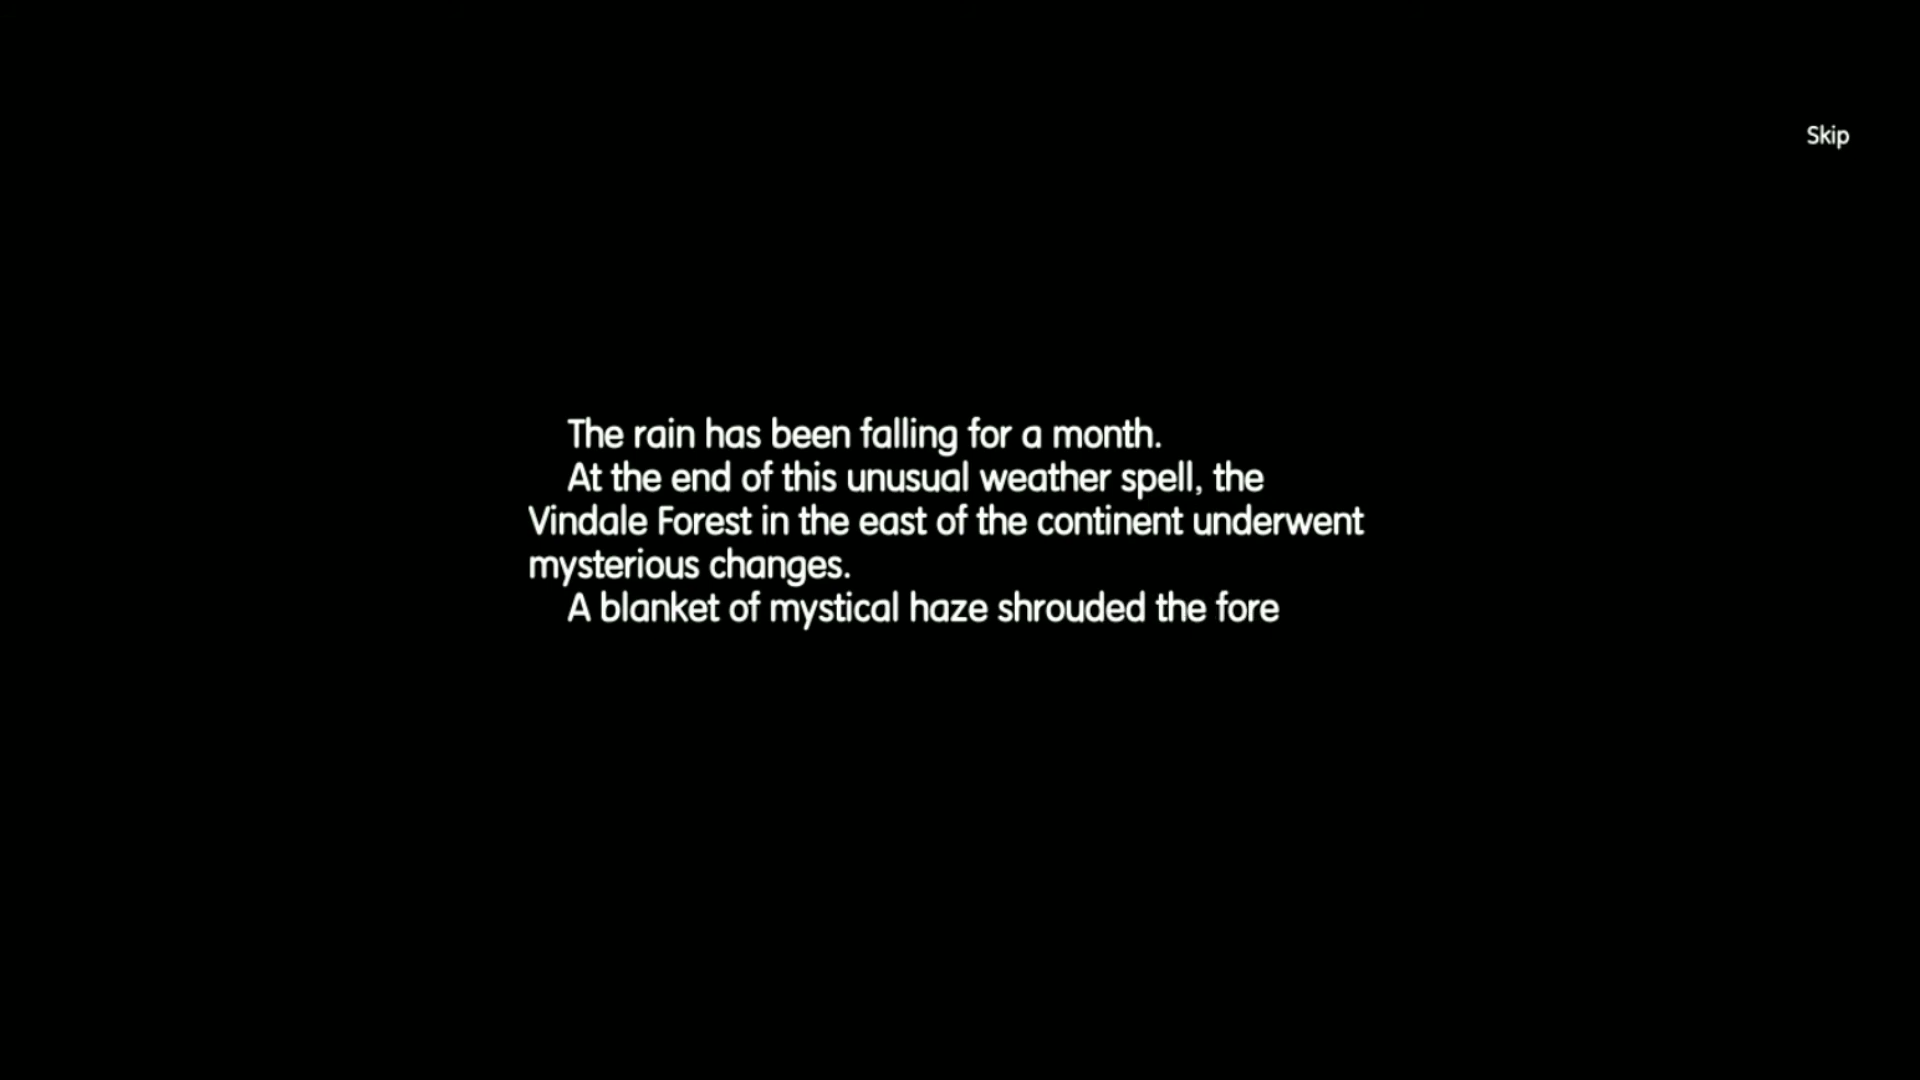 Skip
The rain has been falling for a month.
At the end of this unusual weather spell, the
Vindale Forest in the east of the continent underwent
mysterious changes.
A blanket of mystical haze shrouded the fore